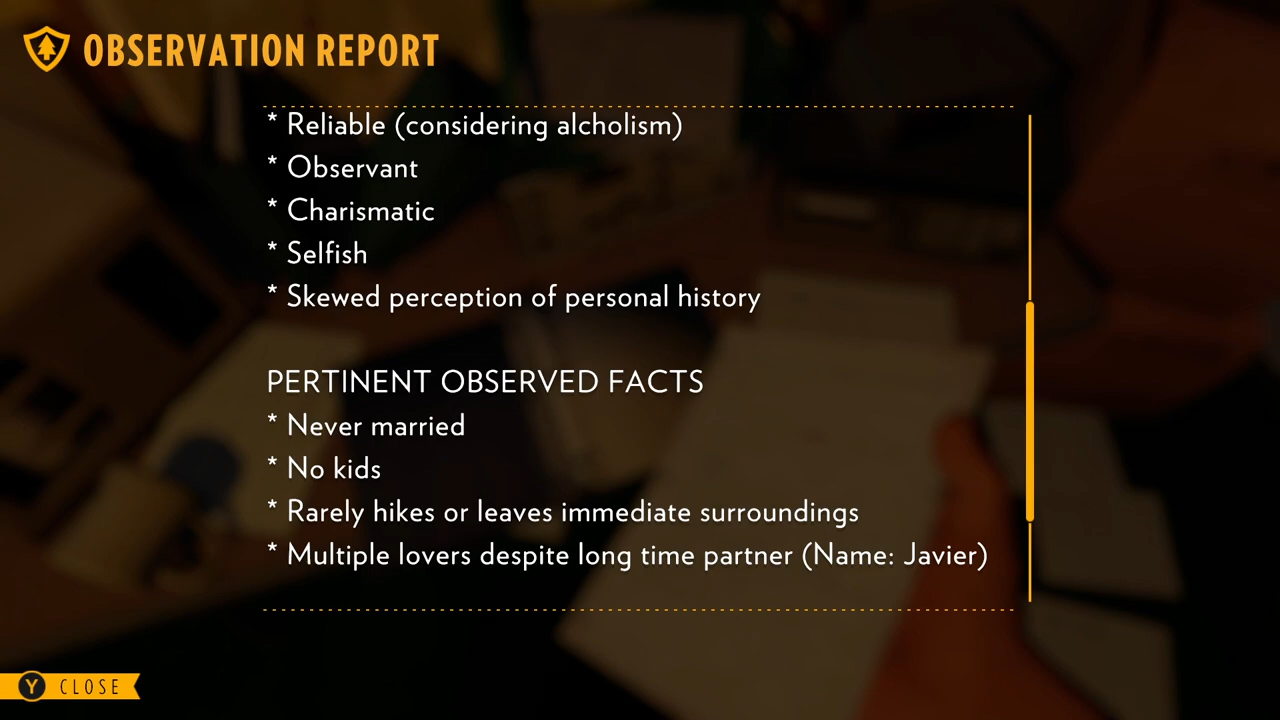 OBSERVATION REPORT
* Reliable (considering alcholism)
* Observant
* Charismatic
* Selfish
* Skewed perception of personal history
PERTINENT OBSERVED FACTS
* Never married
* No kids
* Rarely hikes or leaves immediate surroundings
* Multiple lovers despite long time partner (Name: Javier)
Y CLOSE